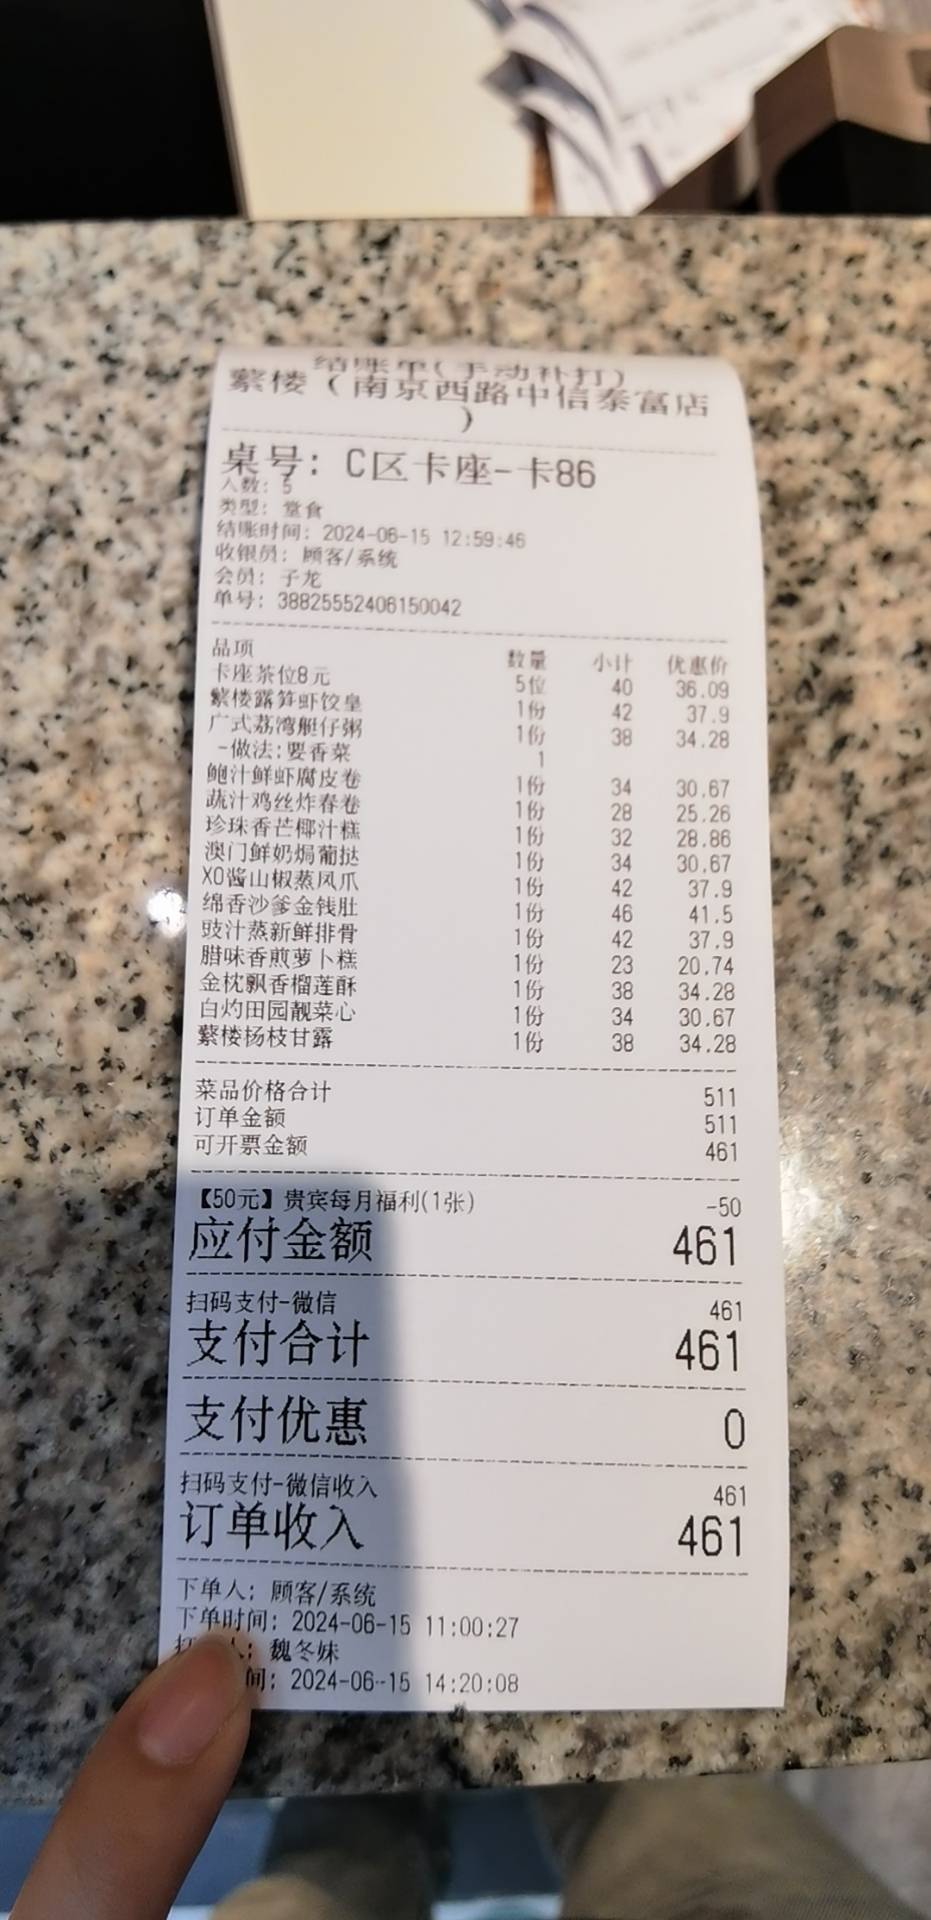 结账单(手动补打)
紫楼（南京西路中信泰富店
）
桌号: C区卡座-卡86
人数: 5
类型: 堂食
结账时间: 2024-06-15 12:59:46
收银员: 顾客/系统
会员: 子龙
单号: 38825552406150042
品项 数量 小计 优惠价
卡座茶位8元 5位 40 36.09
紫楼露笋虾饺皇 1份 42 37.9
广式荔湾艇仔粥 1份 38 34.28
-做法:要香菜 1
鲍汁鲜虾腐皮卷 1份 34 30.67
蔬汁鸡丝炸春卷 1份 28 25.26
珍珠香芒椰汁糕 1份 32 28.86
澳门鲜奶焗葡挞 1份 34 30.67
XO酱山椒蒸凤爪 1份 42 37.9
绵香沙爹金钱肚 1份 46 41.5
豉汁蒸新鲜排骨 1份 42 37.9
腊味香煎萝卜糕 1份 23 20.74
金枕飘香榴莲酥 1份 38 34.28
白灼田园靓菜心 1份 34 30.67
紫楼杨枝甘露 1份 38 34.28
菜品价格合计 511
订单金额 511
可开票金额 461
【50元】贵宾每月福利(1张) -50
应付金额 461
扫码支付-微信 461
支付合计 461
支付优惠 0
扫码支付-微信收入 461
订单收入 461
下单人: 顾客/系统
下单时间: 2024-06-15 11:00:27
人: 魏冬妹
间: 2024-06-15 14:20:08